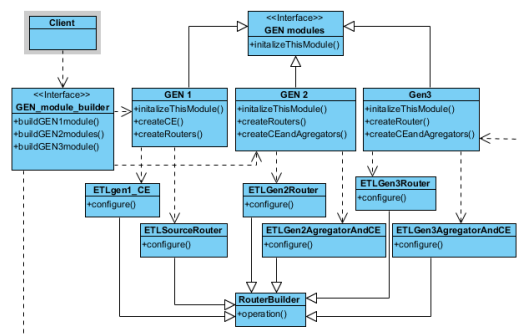 Client
<<Interface>>
GEN modules
+initalizeThisModule()
<<Interface>>
GEN_module_builder
+buildGEN1module()
+buildGEN2modules()
+buildGEN3module()
GEN 1
+initalizeThisModule()
+createCE()
+createRouters()
GEN 2
+initalizeThisModule()
+createRouters()
+createCEandAgregators()
Gen3
+initalizeThisModule()
+createRouter()
+createCEandAgregators()
ETLgen1_CE
+configure()
ETLSourceRouter
+configure()
ETLGen2Router
+configure()
ETLGen2AgregatorAndCE
+configure()
ETLGen3Router
+configure()
ETLGen3AgregatorAndCE
+configure()
RouterBuilder
+operation()